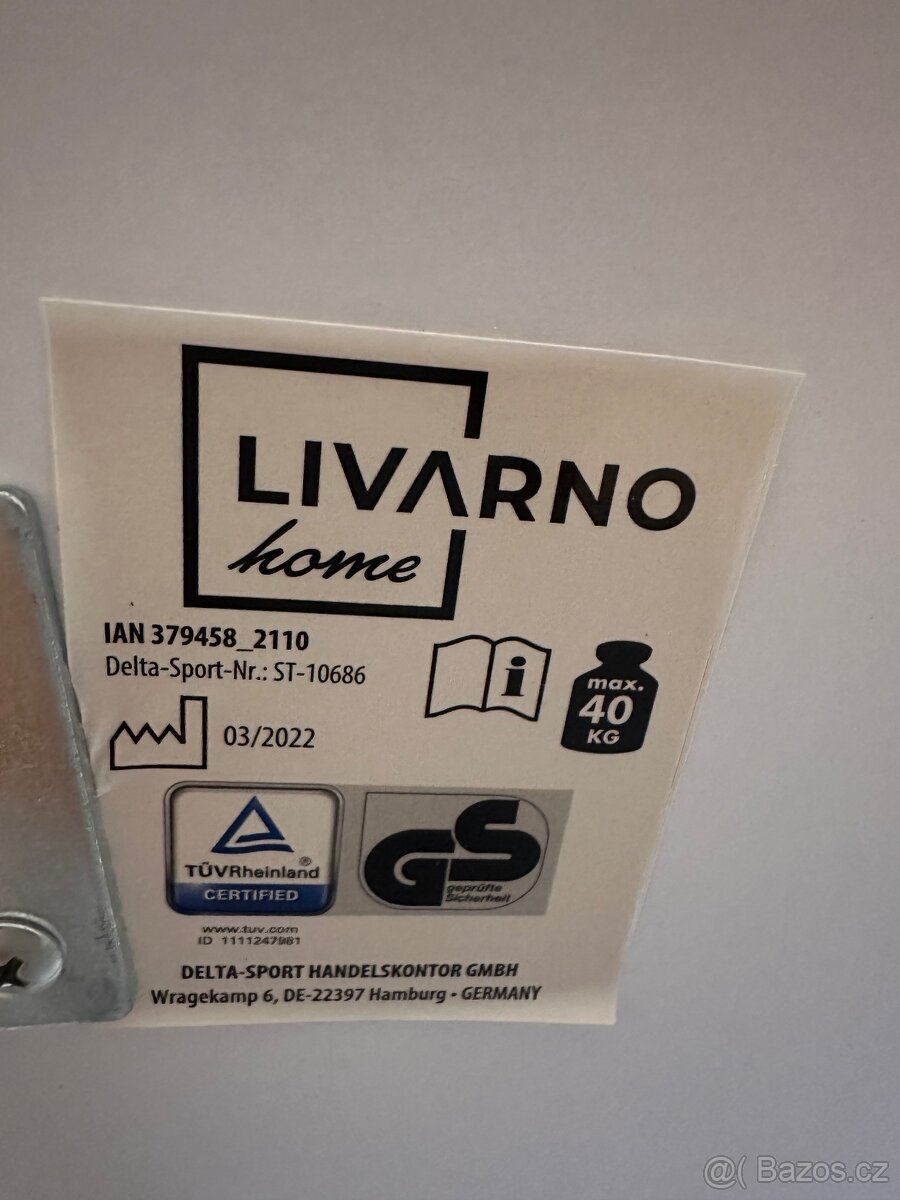 LIVARNO
home
IAN 379458_2110
Delta-Sport-Nr.: ST-10686
max.
40
KG
03/2022
TÜVRheinland®
CERTIFIED
GS
geprüfte
Sicherheit
www.tuv.com
ID 1111247981
DELTA-SPORT HANDELSKONTOR GMBH
Wragekamp 6, DE-22397 Hamburg • GERMANY
@( Bazos.cz